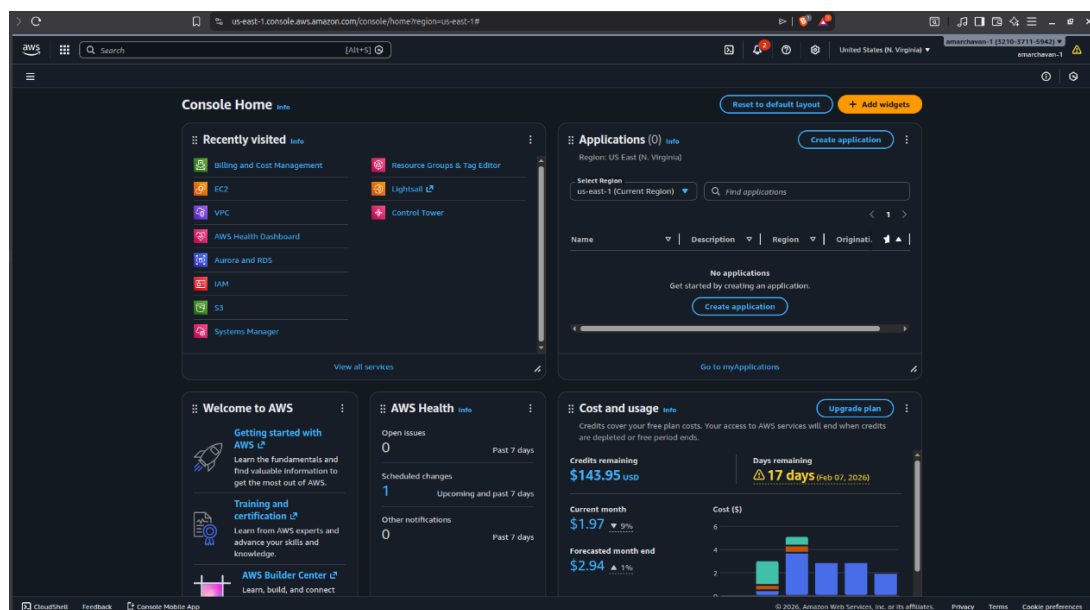 us-east-1.console.aws.amazon.com/console/home?region=us-east-1#
aws
Search
[Alt+S]
2
United States (N. Virginia)
amarchavan-1 (3210-3711-5942)
amarchavan-1
Console Home Info
Reset to default layout
+ Add widgets
Recently visited Info
Billing and Cost Management
EC2
VPC
AWS Health Dashboard
Aurora and RDS
IAM
S3
Systems Manager
Resource Groups & Tag Editor
Lightsail
Control Tower
View all services
Applications (0) Info
Create application
Region: US East (N. Virginia)
Select Region
us-east-1 (Current Region)
Find applications
1
Name
Description
Region
Originati.
No applications
Get started by creating an application.
Create application
Go to myApplications
Welcome to AWS
Getting started with
AWS
Learn the fundamentals and
find valuable information to
get the most out of AWS.
Training and
certification
Learn from AWS experts and
advance your skills and
knowledge.
AWS Builder Center
Learn, build, and connect
AWS Health Info
Open issues
0
Past 7 days
Scheduled changes
1
Upcoming and past 7 days
Other notifications
0
Past 7 days
Cost and usage Info
Upgrade plan
Credits cover your free plan costs. Your access to AWS services will end when credits
are depleted or free period ends.
Credits remaining
$143.95 USD
Days remaining
17 days (Feb 07, 2026)
Current month
$1.97 ▼ 9%
Forecasted month end
$2.94 ▲ 1%
Cost ($)
6
4
2
CloudShell
Feedback
Console Mobile App
© 2026, Amazon Web Services, Inc. or its affiliates.
Privacy
Terms
Cookie preferences